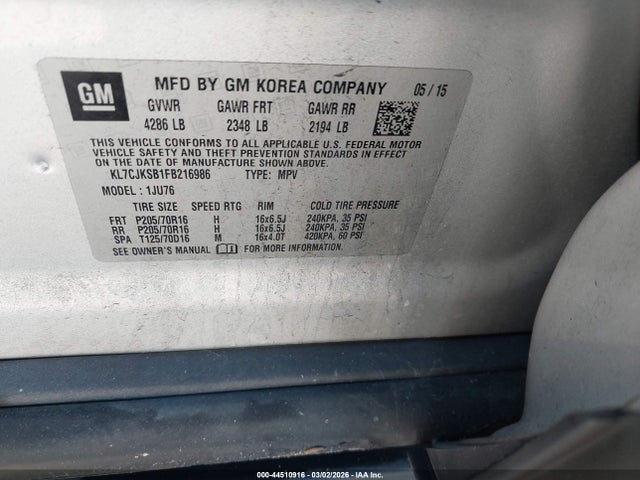 GM
MFD BY GM KOREA COMPANY 05 / 15
GVWR GAWR FRT GAWR RR
4286 LB 2348 LB 2194 LB
THIS VEHICLE CONFORMS TO ALL APPLICABLE U.S. FEDERAL MOTOR
VEHICLE SAFETY AND THEFT PREVENTION STANDARDS IN EFFECT ON
THE DATE OF MANUFACTURE SHOWN ABOVE.
KL7CJKSB1FB216986 TYPE: MPV
MODEL : 1JU76
TIRE SIZE SPEED RTG RIM COLD TIRE PRESSURE
FRT P205/70R16 H 16x6.5J 240KPA, 35 PSI
RR P205/70R16 H 16x6.5J 240KPA, 35 PSI
SPA T125/70D16 M 16x4.0T 420KPA, 60 PSI
SEE OWNER'S MANUAL FOR MORE INFORMATION.
000-44510916 - 03/02/2026 - IAA Inc.